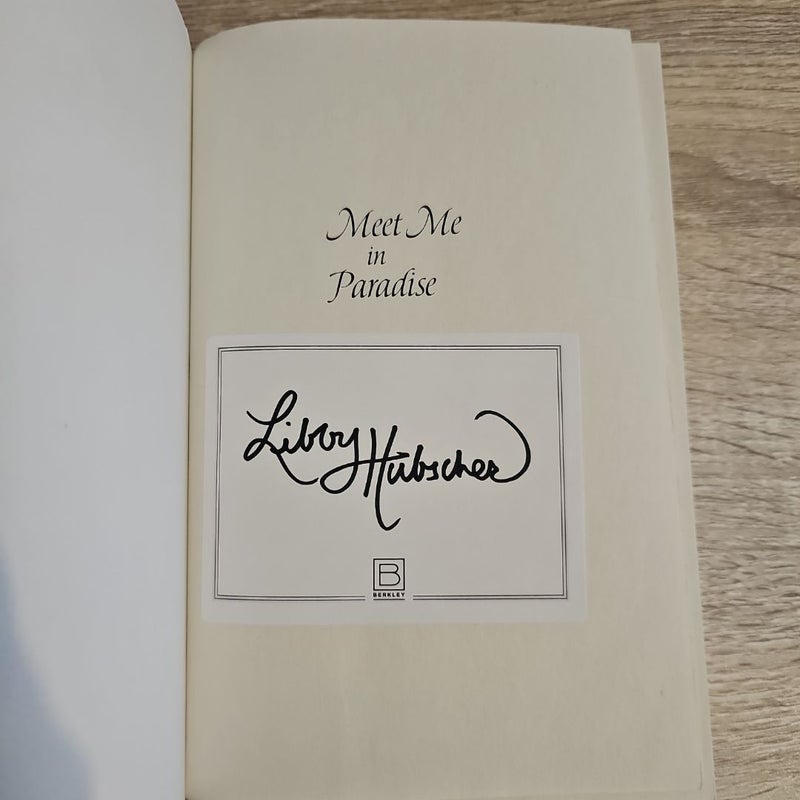 Meet Me
in
Paradise
Libby Hubscher
B
BERKLEY